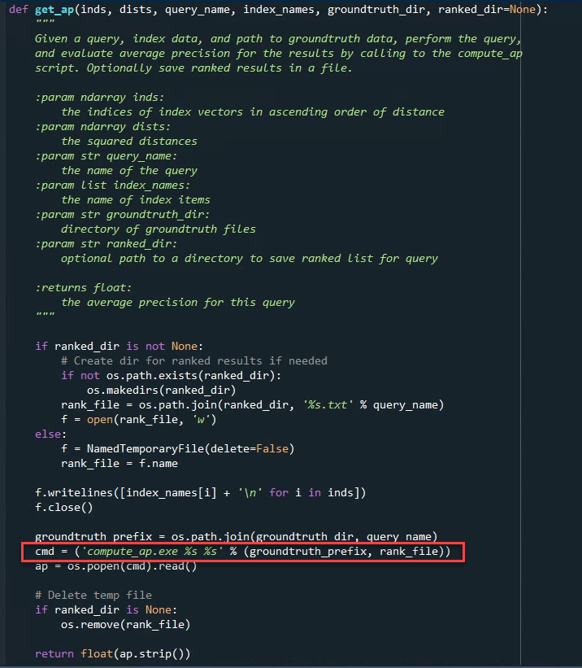 def get_ap(inds, dists, query_name, index_names, groundtruth_dir, ranked_dir=None):
    """
    Given a query, index data, and path to groundtruth data, perform the query,
    and evaluate average precision for the results by calling to the compute_ap
    script. Optionally save ranked results in a file.

    :param ndarray inds:
        the indices of index vectors in ascending order of distance
    :param ndarray dists:
        the squared distances
    :param str query_name:
        the name of the query
    :param list index_names:
        the name of index items
    :param str groundtruth_dir:
        directory of groundtruth files
    :param str ranked_dir:
        optional path to a directory to save ranked list for query

    :returns float:
        the average precision for this query
    """

    if ranked_dir is not None:
        # Create dir for ranked results if needed
        if not os.path.exists(ranked_dir):
            os.makedirs(ranked_dir)
        rank_file = os.path.join(ranked_dir, '%s.txt' % query_name)
        f = open(rank_file, 'w')
    else:
        f = NamedTemporaryFile(delete=False)
        rank_file = f.name

    f.writelines([index_names[i] + '\n' for i in inds])
    f.close()

    groundtruth_prefix = os.path.join(groundtruth_dir, query_name)
    cmd = ('compute_ap.exe %s %s' % (groundtruth_prefix, rank_file))
    ap = os.popen(cmd).read()

    # Delete temp file
    if ranked_dir is None:
        os.remove(rank_file)

    return float(ap.strip())